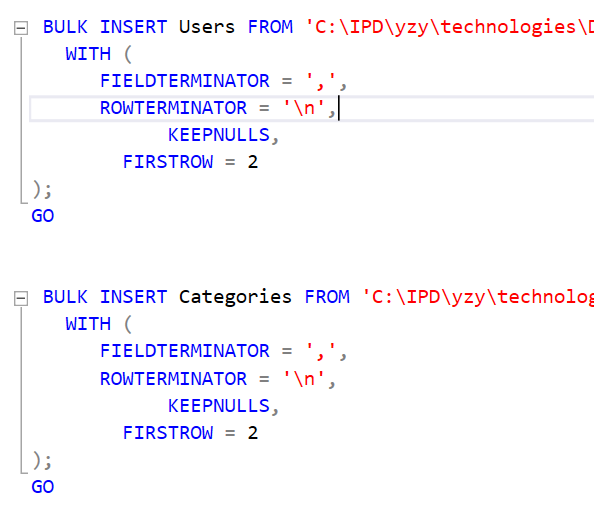 BULK INSERT Users FROM 'C:\IPD\yzy\technologies\D
WITH (
FIELDTERMINATOR = ',',
ROWTERMINATOR = '\n',
KEEPNULLS,
FIRSTROW = 2
);
GO
BULK INSERT Categories FROM 'C:\IPD\yzy\technolog
WITH (
FIELDTERMINATOR = ',',
ROWTERMINATOR = '\n',
KEEPNULLS,
FIRSTROW = 2
);
GO